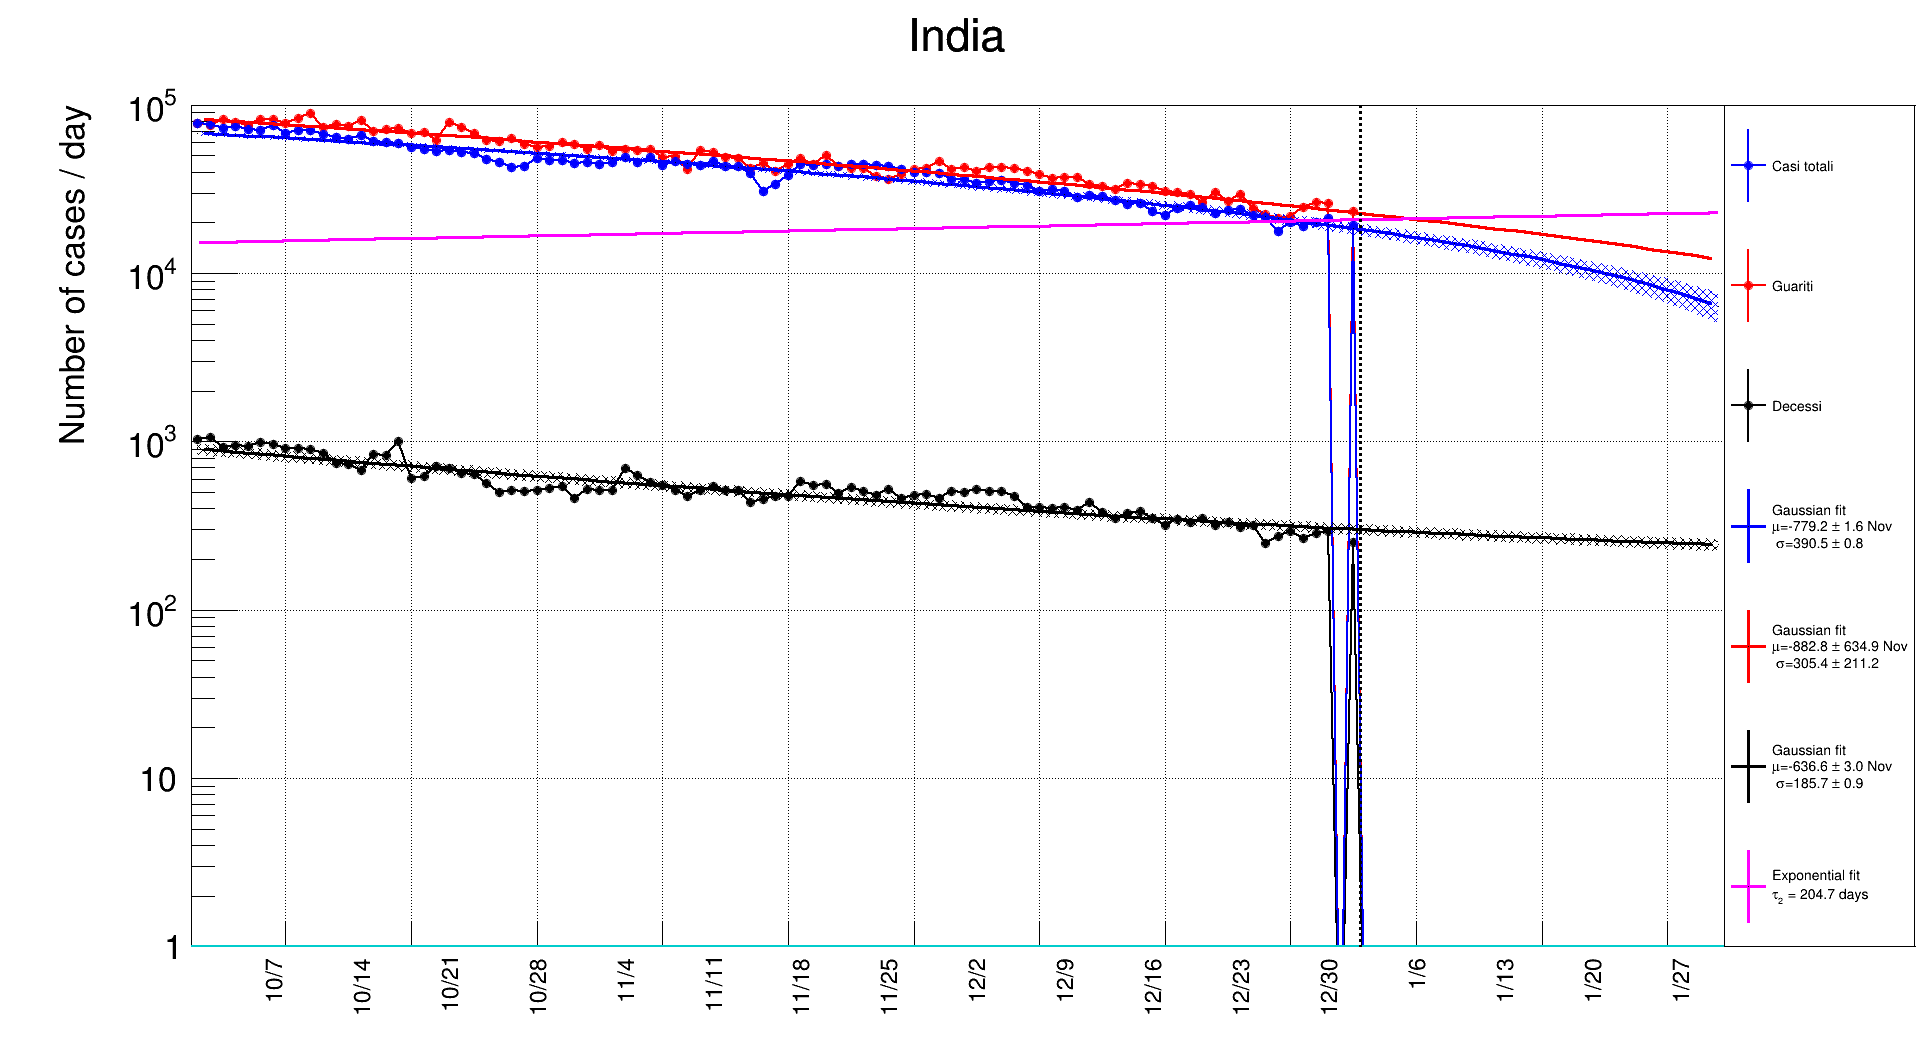 India
Number of cases / day
10^5
10^4
10^3
10^2
10
1
10/7
10/14
10/21
10/28
11/4
11/11
11/18
11/25
12/2
12/9
12/16
12/23
12/30
1/6
1/13
1/20
1/27
Casi totali
Guariti
Decessi
Gaussian fit
μ=-779.2 ± 1.6 Nov
σ=390.5 ± 0.8
Gaussian fit
μ=-882.8 ± 634.9 Nov
σ=305.4 ± 211.2
Gaussian fit
μ=-636.6 ± 3.0 Nov
σ=185.7 ± 0.9
Exponential fit
τ₂ = 204.7 days